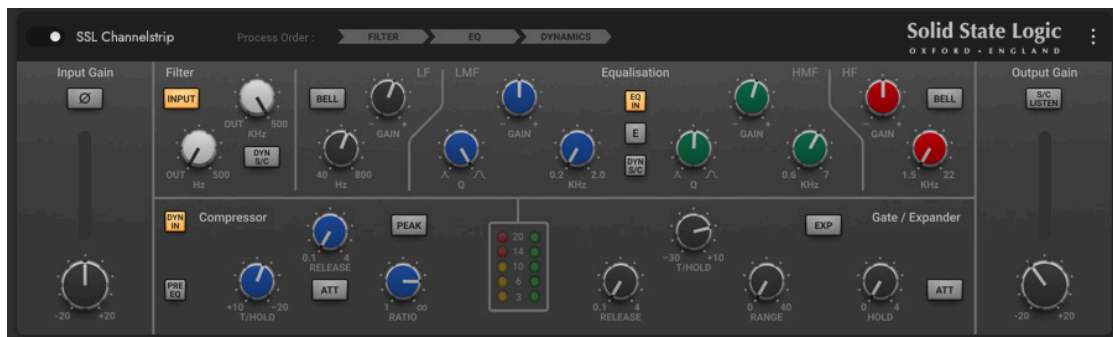 SSL Channelstrip
Process Order :
FILTER
EQ
DYNAMICS
Solid State Logic
OXFORD • ENGLAND
Input Gain
Ø
-20 +20
Filter
INPUT
OUT 500
KHz
OUT 500
Hz
DYN
S/C
LF
BELL
- +
GAIN
40 800
Hz
LMF
- +
GAIN
Q
0.2 2.0
KHz
Equalisation
EQ
IN
E
DYN
S/C
HMF
- +
GAIN
Q
0.6 7
KHz
HF
- +
GAIN
BELL
1.5 22
KHz
Output Gain
S/C
LISTEN
-20 +20
DYN
IN
Compressor
0.1 4
RELEASE
PEAK
PRE
EQ
+10 -20
T/HOLD
ATT
1 ∞
RATIO
20
14
10
6
3
Gate / Expander
-30 +10
T/HOLD
EXP
0.1 4
RELEASE
0 40
RANGE
0 4
HOLD
ATT